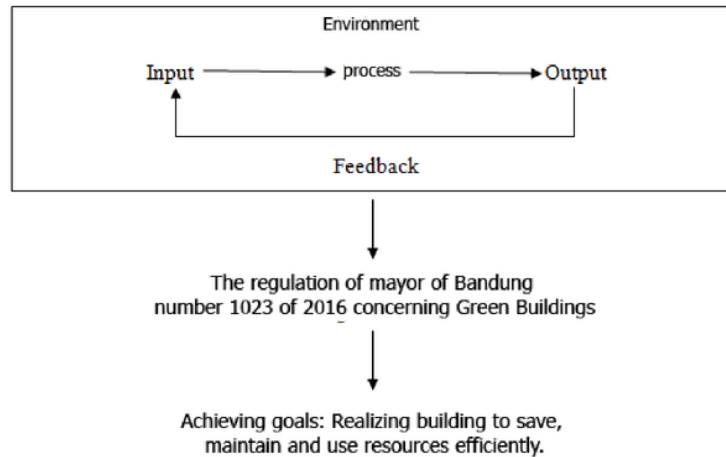 Environment
Input process Output
Feedback
The regulation of mayor of Bandung
number 1023 of 2016 concerning Green Buildings
Achieving goals: Realizing building to save,
maintain and use resources efficiently.